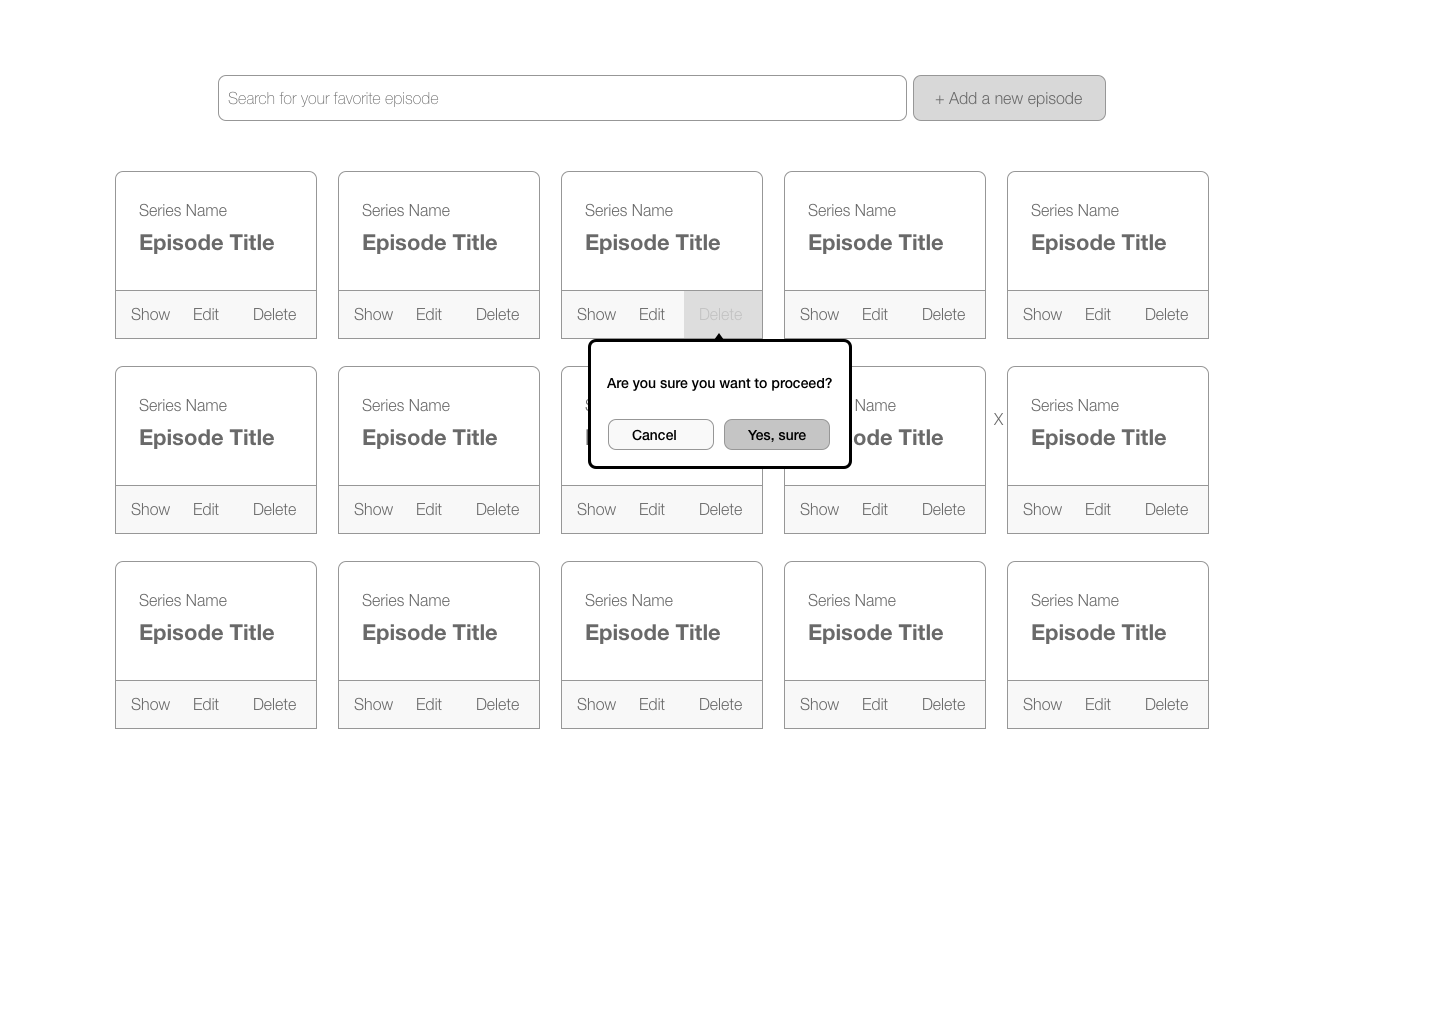 Search for your favorite episode
+ Add a new episode
Series Name
Episode Title
Show Edit Delete
Series Name
Episode Title
Show Edit Delete
Series Name
Episode Title
Show Edit Delete
Series Name
Episode Title
Show Edit Delete
Series Name
Episode Title
Show Edit Delete
Are you sure you want to proceed?
Cancel
Yes, sure
Series Name
Episode Title
Show Edit Delete
Series Name
Episode Title
Show Edit Delete
Show Edit Delete
Name
ode Title
Show Edit Delete
X
Series Name
Episode Title
Show Edit Delete
Series Name
Episode Title
Show Edit Delete
Series Name
Episode Title
Show Edit Delete
Series Name
Episode Title
Show Edit Delete
Series Name
Episode Title
Show Edit Delete
Series Name
Episode Title
Show Edit Delete